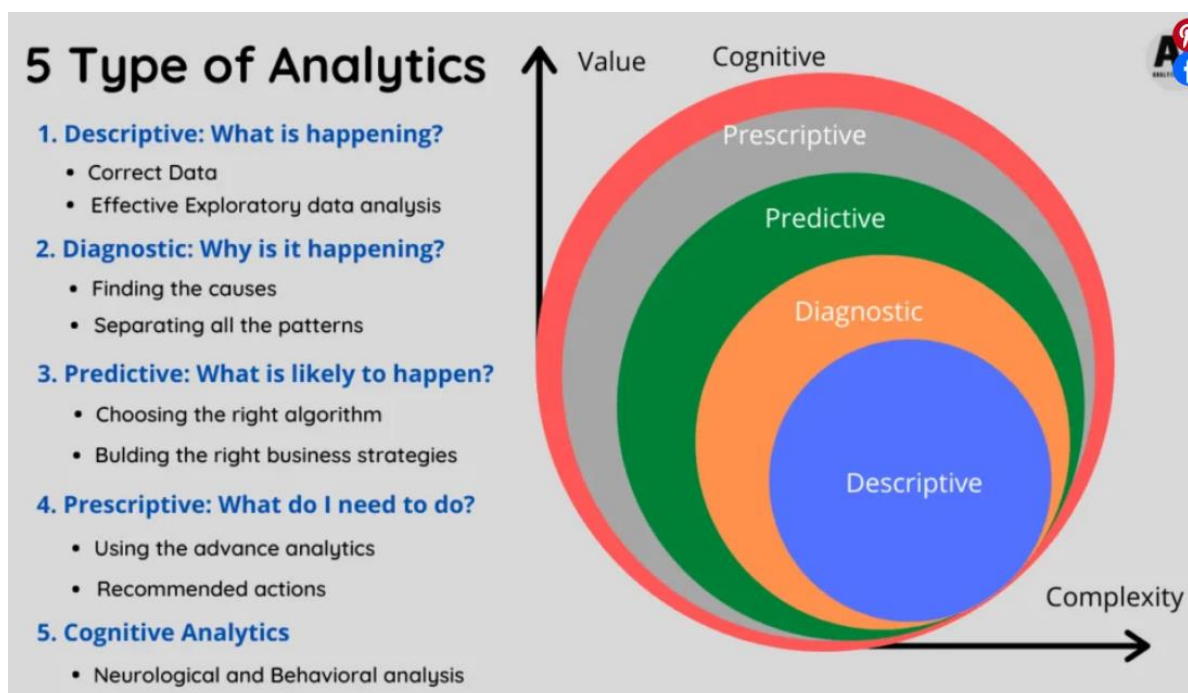 5 Type of Analytics
1. Descriptive: What is happening?
• Correct Data
• Effective Exploratory data analysis
2. Diagnostic: Why is it happening?
• Finding the causes
• Separating all the patterns
3. Predictive: What is likely to happen?
• Choosing the right algorithm
• Bulding the right business strategies
4. Prescriptive: What do I need to do?
• Using the advance analytics
• Recommended actions
5. Cognitive Analytics
• Neurological and Behavioral analysis
Value
Cognitive
Prescriptive
Predictive
Diagnostic
Descriptive
Complexity